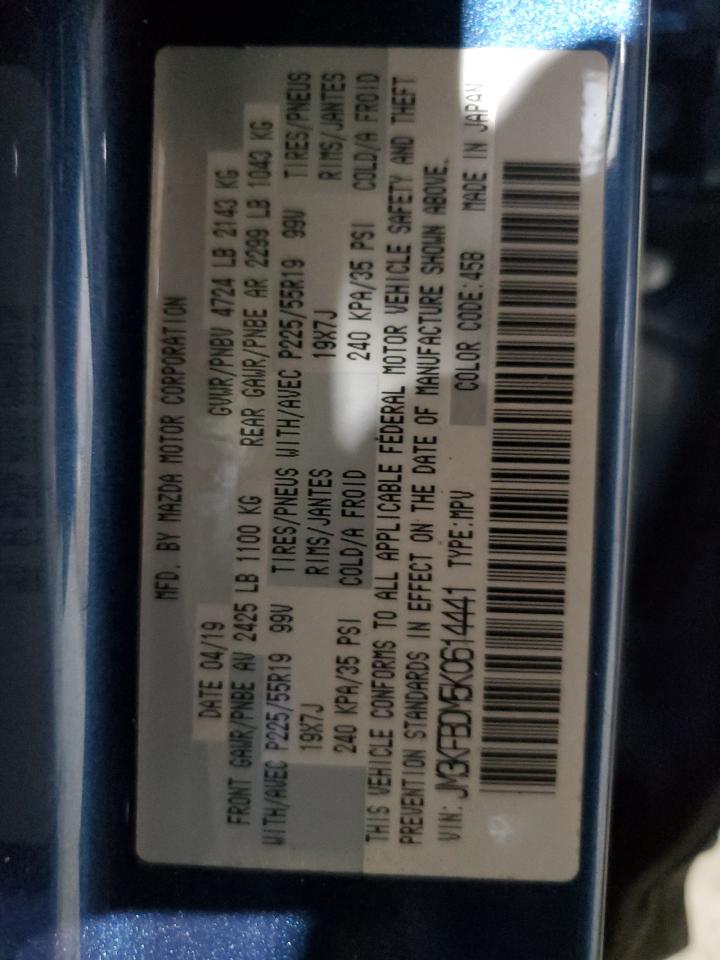 MFD. BY MAZDA MOTOR CORPORATION
DATE 04/19 GVWR/PNBV 4724 LB 2143 KG
FRONT GAWR/PNBE AV 2425 LB 1100 KG REAR GAWR/PNBE AR 2299 LB 1043 KG
WITH/AVEC P225/55R19 99V TIRES/PNEUS WITH/AVEC P225/55R19 99V TIRES/PNEUS
19X7J RIMS/JANTES 19X7J RIMS/JANTES
240 KPA/35 PSI COLD/A FROID 240 KPA/35 PSI COLD/A FROID
THIS VEHICLE CONFORMS TO ALL APPLICABLE FEDERAL MOTOR VEHICLE SAFETY AND THEFT
PREVENTION STANDARDS IN EFFECT ON THE DATE OF MANUFACTURE SHOWN ABOVE.
VIN: JM3KFBDM5K0614441 TYPE:MPV COLOR CODE:45B MADE IN JAPAN